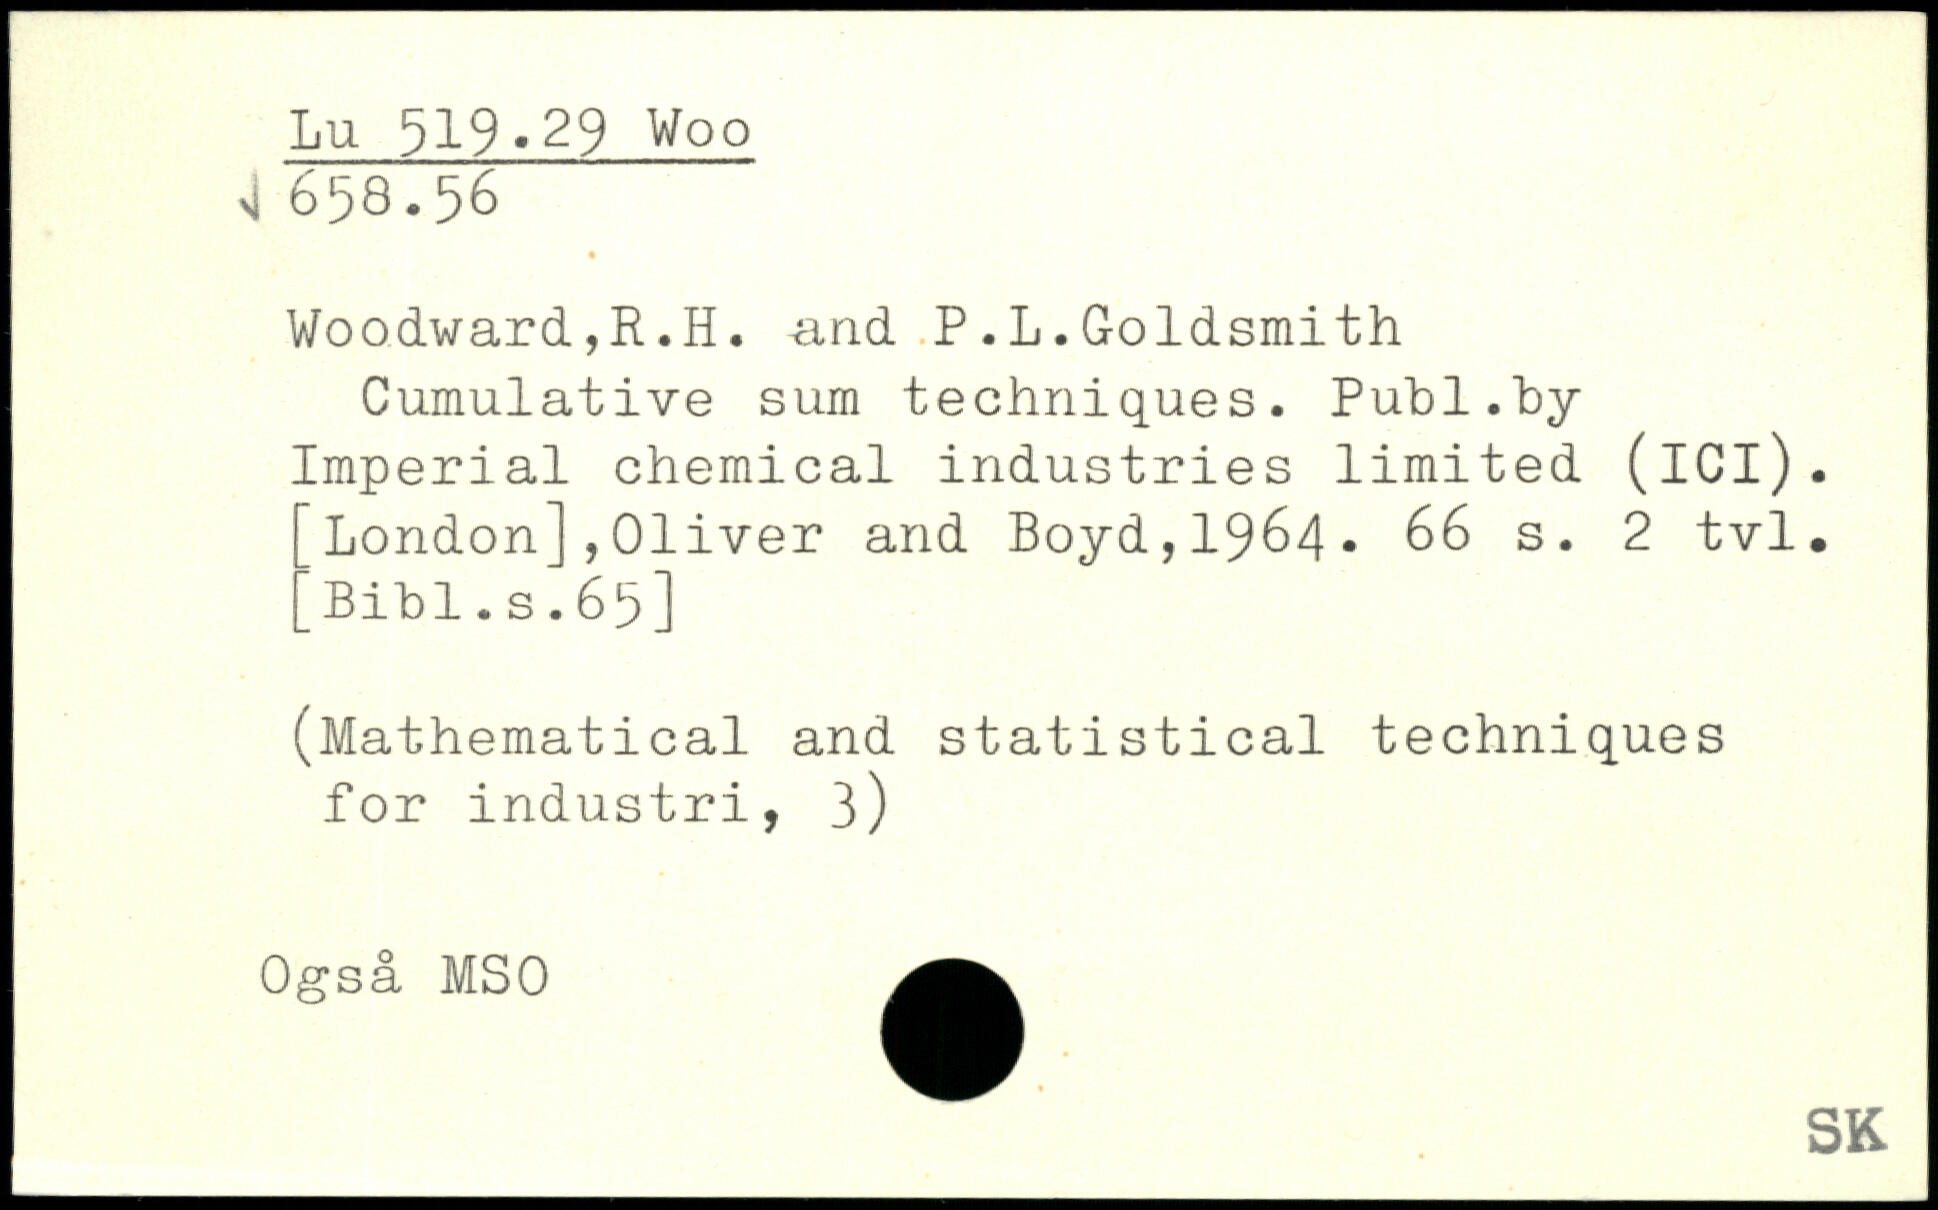 Lu 519.29 Woo
✓ 658.56
Woodward,R.H. and P.L.Goldsmith
Cumulative sum techniques. Publ.by
Imperial chemical industries limited (ICI).
[London],Oliver and Boyd,1964. 66 s. 2 tvl.
[Bibl.s.65]
(Mathematical and statistical techniques
for industri, 3)
Også MSO
SK